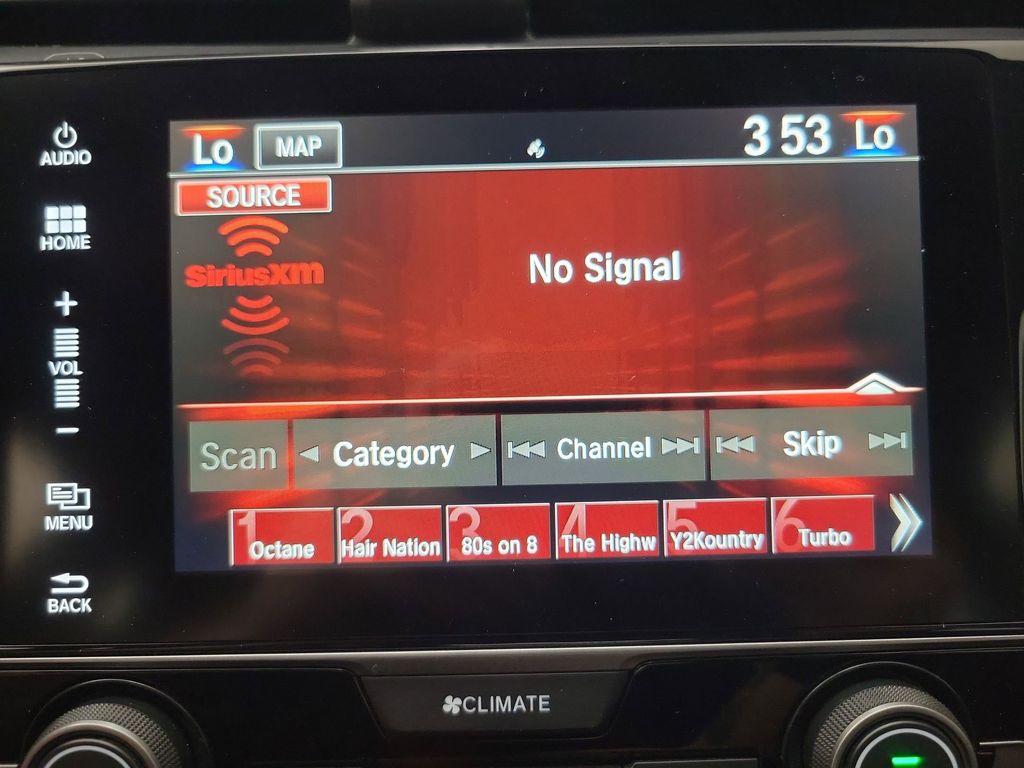 AUDIO
HOME
+
VOL
-
MENU
BACK
Lo MAP 3 53 Lo
SOURCE
SiriusXM
No Signal
Scan Category Channel Skip
1 Octane
2 Hair Nation
3 80s on 8
4 The Highw
5 Y2Kountry
6 Turbo
CLIMATE